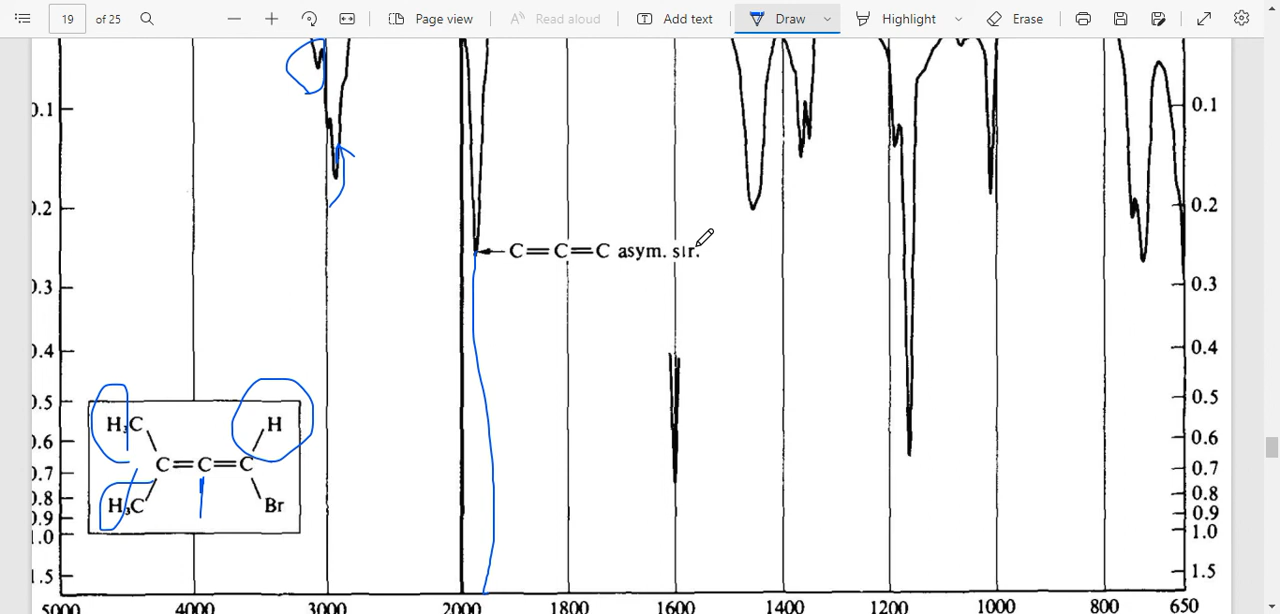 19 of 25 Page view Read aloud Add text Draw Highlight Erase
0.1 0.1
0.2 0.2
C=C=C asym. str.
0.3 0.3
0.4 0.4
0.5 0.5
H₃C H
0.6 0.6
C=C=C
0.7 0.7
0.8 0.8
H₃C Br
0.9 0.9
1.0 1.0
1.5 1.5
5000 4000 3000 2000 1800 1600 1400 1200 1000 800 650